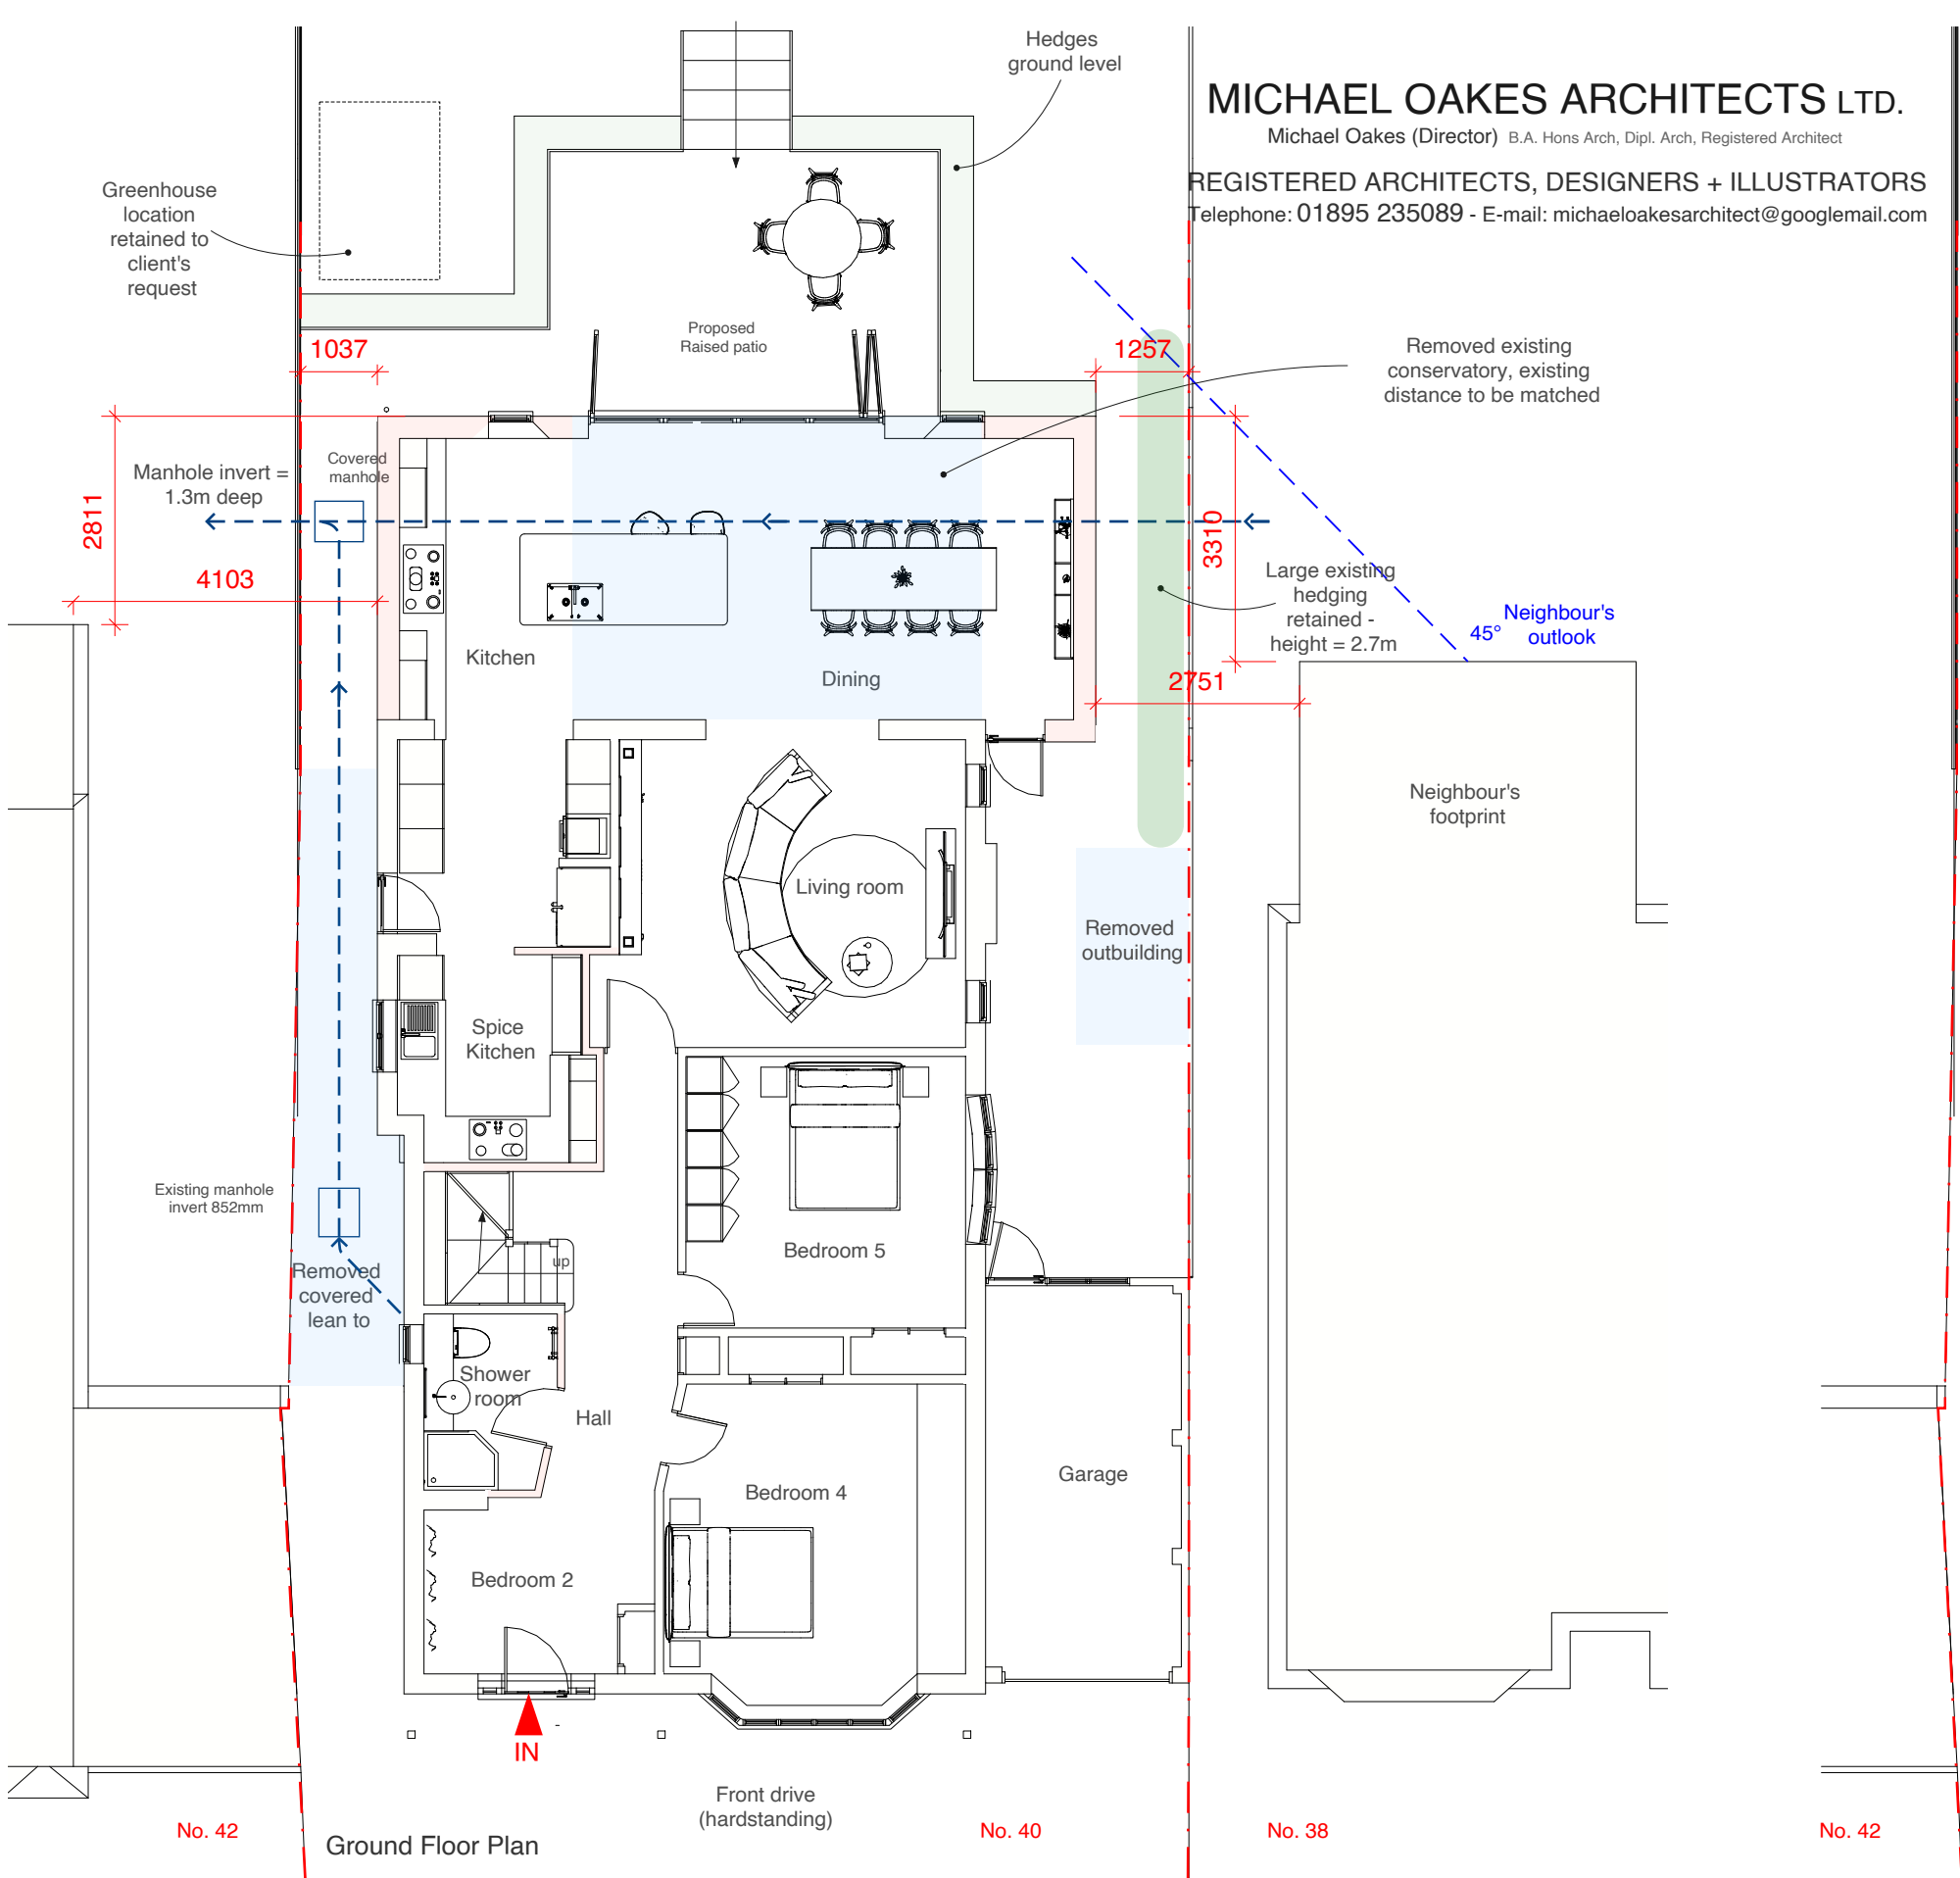 Hedges
ground level
MICHAEL OAKES ARCHITECTS LTD.
Michael Oakes (Director) B.A. Hons Arch, Dipl. Arch, Registered Architect
REGISTERED ARCHITECTS, DESIGNERS + ILLUSTRATORS
Telephone: 01895 235089 - E-mail: michaeloakesarchitect@googlemail.com
Greenhouse
location
retained to
client's
request
Proposed
Raised patio
1037
1257
Removed existing
conservatory, existing
distance to be matched
Covered
manhole
Manhole invert =
1.3m deep
2811
4103
3310
Large existing
hedging
retained -
height = 2.7m
45°
Neighbour's
outlook
Kitchen
Dining
2751
Neighbour's
footprint
Living room
Removed
outbuilding
Spice
Kitchen
Existing manhole
invert 852mm
Bedroom 5
up
Removed
covered
lean to
Shower
room
Hall
Garage
Bedroom 4
Bedroom 2
IN
Front drive
(hardstanding)
No. 42
No. 40
No. 38
No. 42
Ground Floor Plan